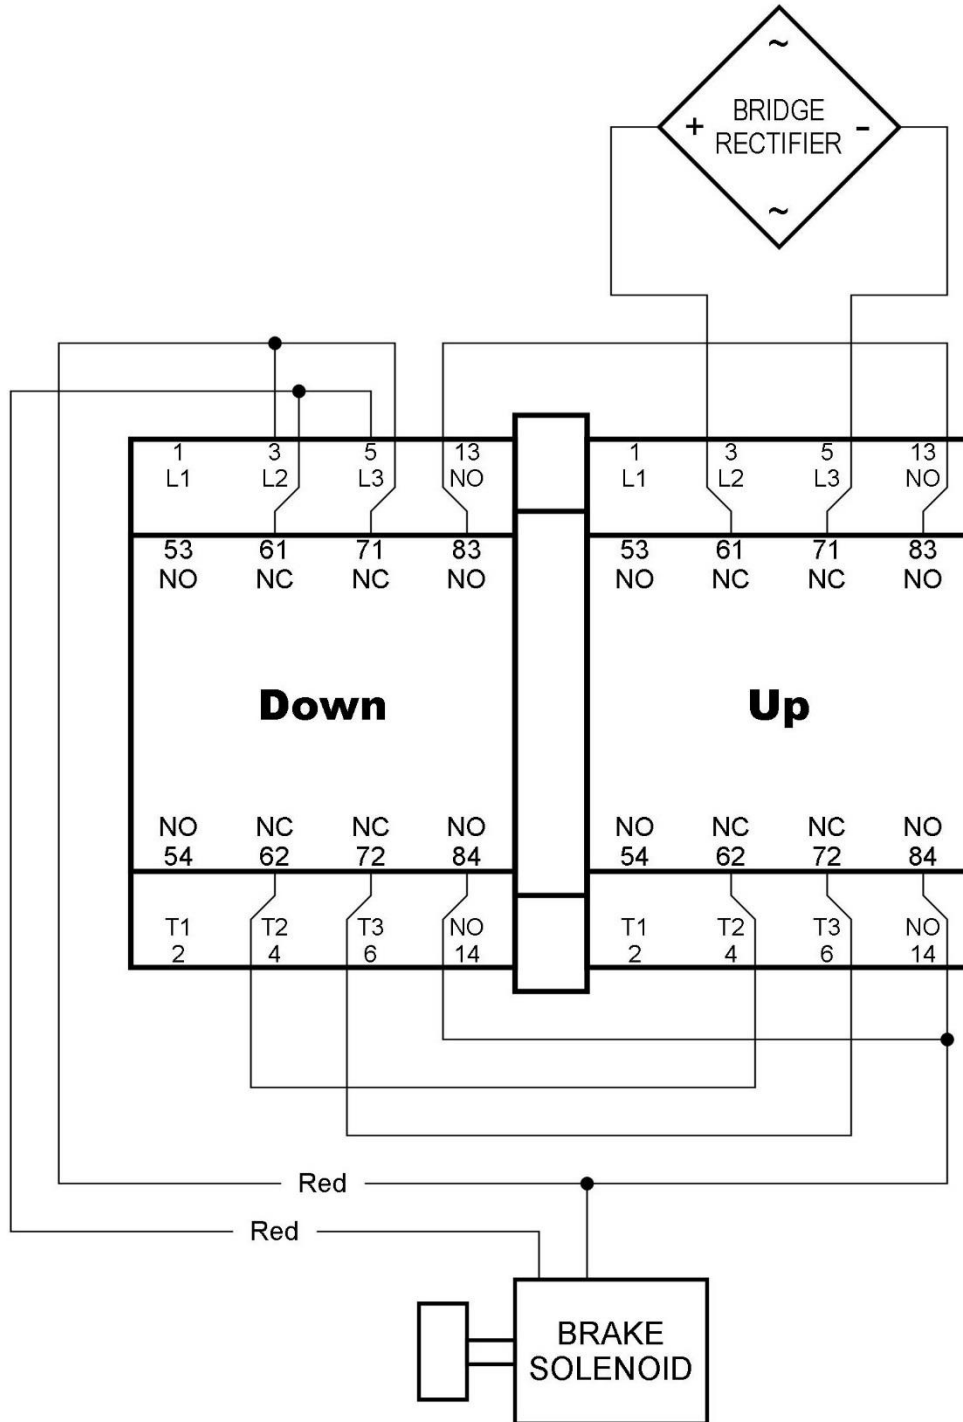 ~
BRIDGE
+ RECTIFIER -
~
1 3 5 13
L1 L2 L3 NO
1 3 5 13
L1 L2 L3 NO
53 61 71 83
NO NC NC NO
53 61 71 83
NO NC NC NO
Down
Up
NO NC NC NO
54 62 72 84
NO NC NC NO
54 62 72 84
T1 T2 T3 NO
2 4 6 14
T1 T2 T3 NO
2 4 6 14
Red
Red
BRAKE
SOLENOID